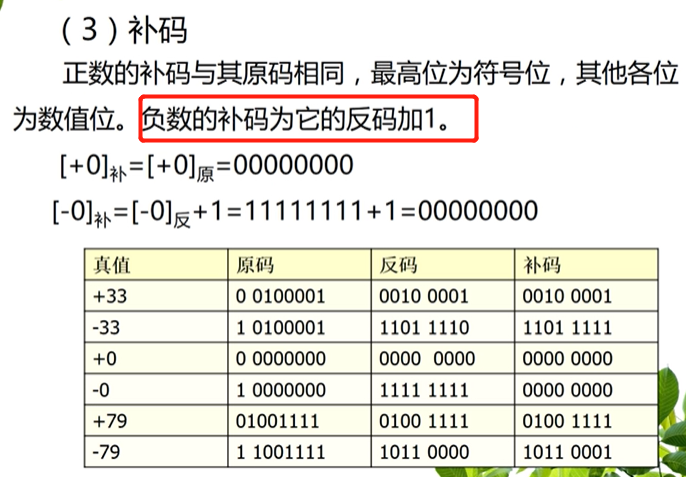 （3）补码
正数的补码与其原码相同，最高位为符号位，其他各位
为数值位。负数的补码为它的反码加1。
[+0]补=[+0]原=00000000
[-0]补=[-0]反+1=11111111+1=00000000
真值 原码 反码 补码
+33 0 0100001 0010 0001 0010 0001
-33 1 0100001 1101 1110 1101 1111
+0 0 0000000 0000 0000 0000 0000
-0 1 0000000 1111 1111 0000 0000
+79 01001111 0100 1111 0100 1111
-79 1 1001111 1011 0000 1011 0001